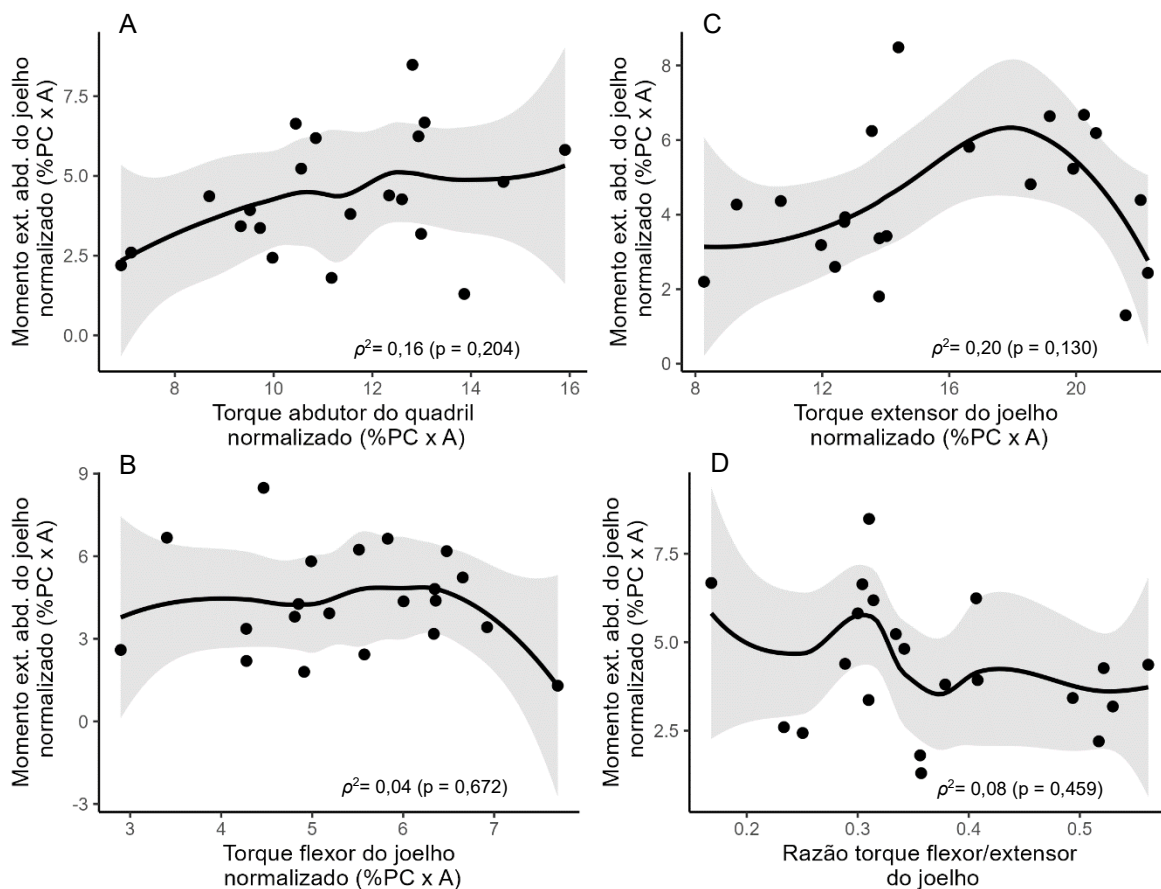 A
Momento ext. abd. do joelho
normalizado (%PC x A)
7.5
5.0
2.5
0.0
ρ²= 0,16 (p = 0,204)
8
10
12
14
16
Torque abdutor do quadril
normalizado (%PC x A)
C
Momento ext. abd. do joelho
normalizado (%PC x A)
8
6
4
2
0
ρ²= 0,20 (p = 0,130)
8
12
16
20
Torque extensor do joelho
normalizado (%PC x A)
B
Momento ext. abd. do joelho
normalizado (%PC x A)
9
6
3
0
-3
ρ²= 0,04 (p = 0,672)
3
4
5
6
7
Torque flexor do joelho
normalizado (%PC x A)
D
Momento ext. abd. do joelho
normalizado (%PC x A)
7.5
5.0
2.5
ρ²= 0,08 (p = 0,459)
0.2
0.3
0.4
0.5
Razão torque flexor/extensor
do joelho